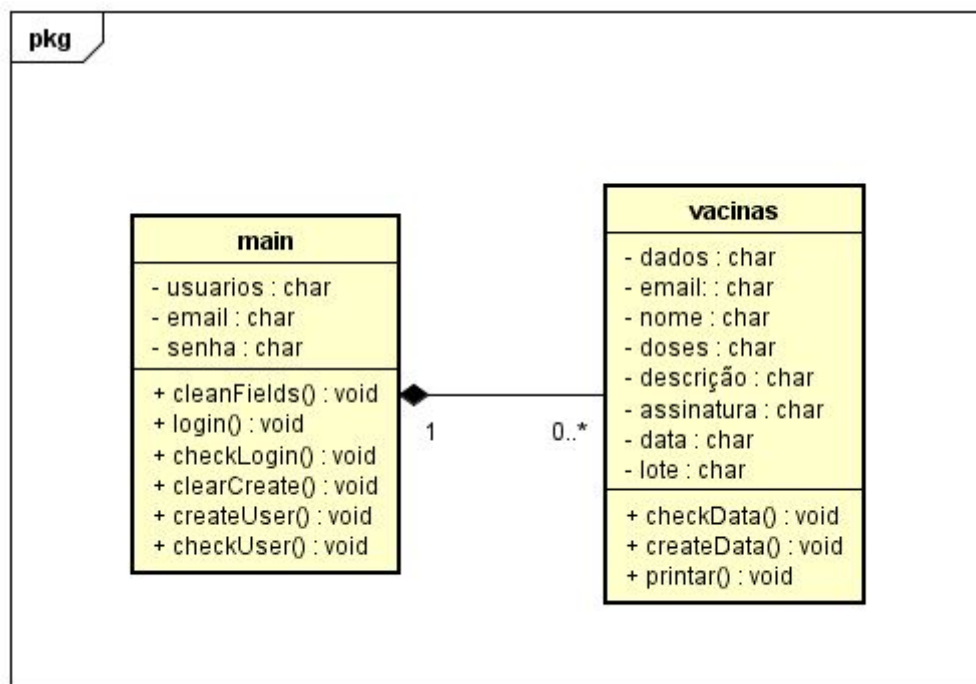 pkg
main
- usuarios : char
- email : char
- senha : char
+ cleanFields() : void
+ login() : void
+ checkLogin() : void
+ clearCreate() : void
+ createUser() : void
+ checkUser() : void
1
0..*
vacinas
- dados : char
- email: : char
- nome : char
- doses : char
- descrição : char
- assinatura : char
- data : char
- lote : char
+ checkData() : void
+ createData() : void
+ printar() : void